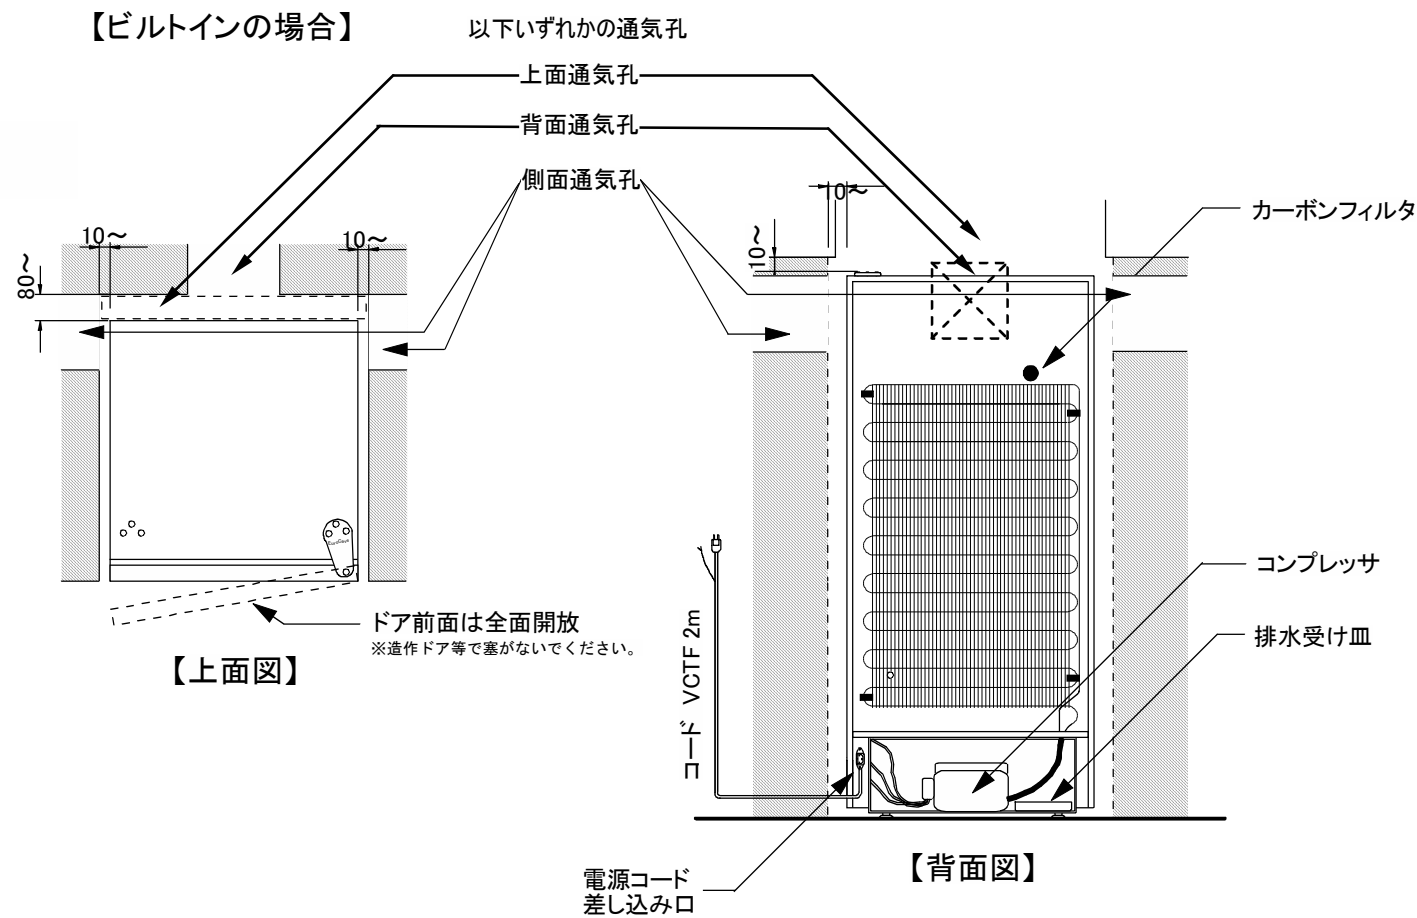 【ビルトインの場合】
以下いずれかの通気孔
上面通気孔
背面通気孔
側面通気孔
10～
10～
80～
EuroCave
ドア前面は全面開放
※造作ドア等で塞がないでください。
【上面図】
10～
10～
カーボンフィルタ
コンプレッサ
排水受け皿
コード VCTF 2m
電源コード
差し込み口
【背面図】